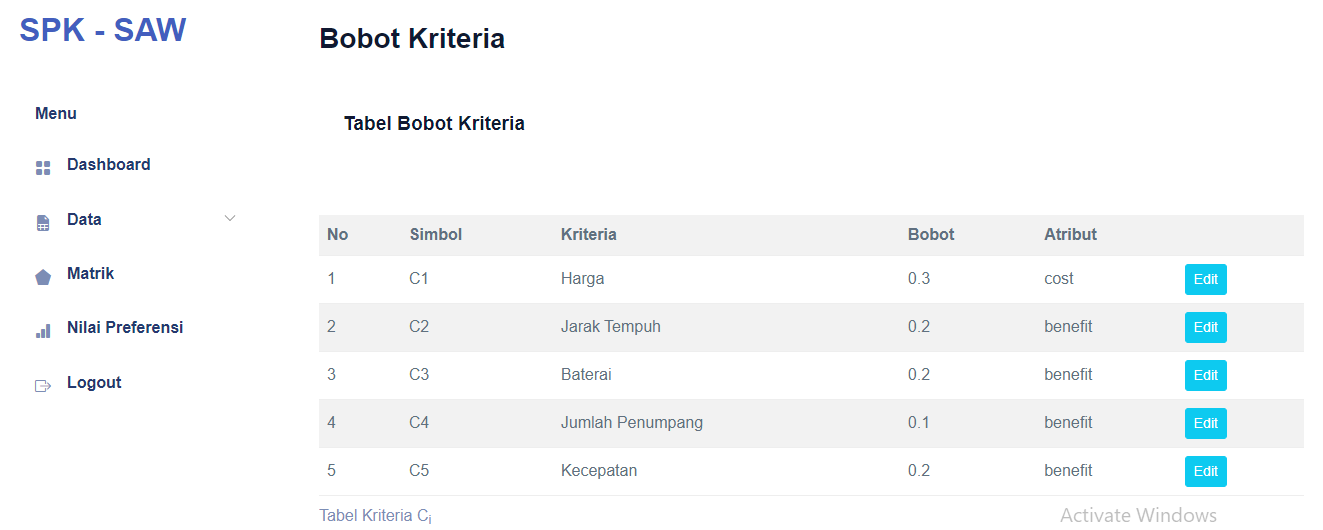 SPK - SAW
Menu
Dashboard
Data
Matrik
Nilai Preferensi
Logout
Bobot Kriteria
Tabel Bobot Kriteria
No Simbol Kriteria Bobot Atribut
1 C1 Harga 0.3 cost Edit
2 C2 Jarak Tempuh 0.2 benefit Edit
3 C3 Baterai 0.2 benefit Edit
4 C4 Jumlah Penumpang 0.1 benefit Edit
5 C5 Kecepatan 0.2 benefit Edit
Tabel Kriteria Ci
Activate Windows